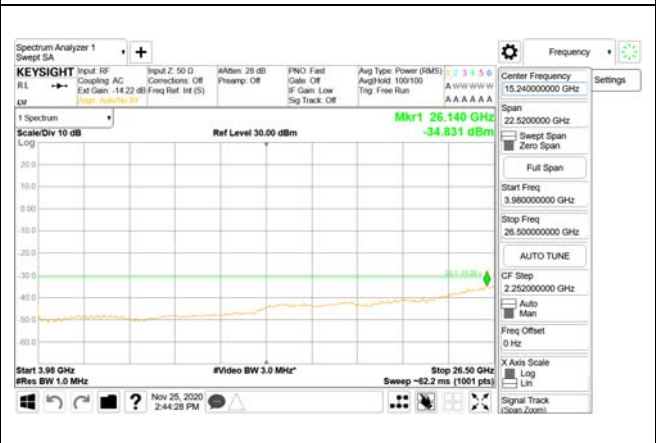 Spectrum Analyzer 1
Swept SA
+
Frequency
KEYSIGHT
Input: RF
Input Z: 50 Ω
#Atten: 28 dB
PNO: Fast
Avg Type: Power (RMS)
1 2 3 4 5 6
RL
Coupling: AC
Corrections: Off
Preamp: Off
Gate: Off
Avg|Hold: 100/100
A W W W W W
Ext Gain: -14.22 dB
Freq Ref: Int (S)
IF Gain: Low
Trig: Free Run
Align: Auto/No RF
Sig Track: Off
A A A A A A
1 Spectrum
Mkr1 26.140 GHz
Scale/Div 10 dB
Ref Level 30.00 dBm
-34.831 dBm
Log
20.0
10.0
0.00
-10.0
-20.0
-30.0
-40.0
-50.0
-60.0
Start 3.98 GHz
#Video BW 3.0 MHz*
Stop 26.50 GHz
#Res BW 1.0 MHz
Sweep ~62.2 ms (1001 pts)
Nov 25, 2020
2:44:28 PM
Center Frequency
15.240000000 GHz
Settings
Span
22.5200000 GHz
Swept Span
Zero Span
Full Span
Start Freq
3.980000000 GHz
Stop Freq
26.500000000 GHz
AUTO TUNE
CF Step
2.252000000 GHz
Auto
Man
Freq Offset
0 Hz
X Axis Scale
Log
Lin
Signal Track
(Span Zoom)